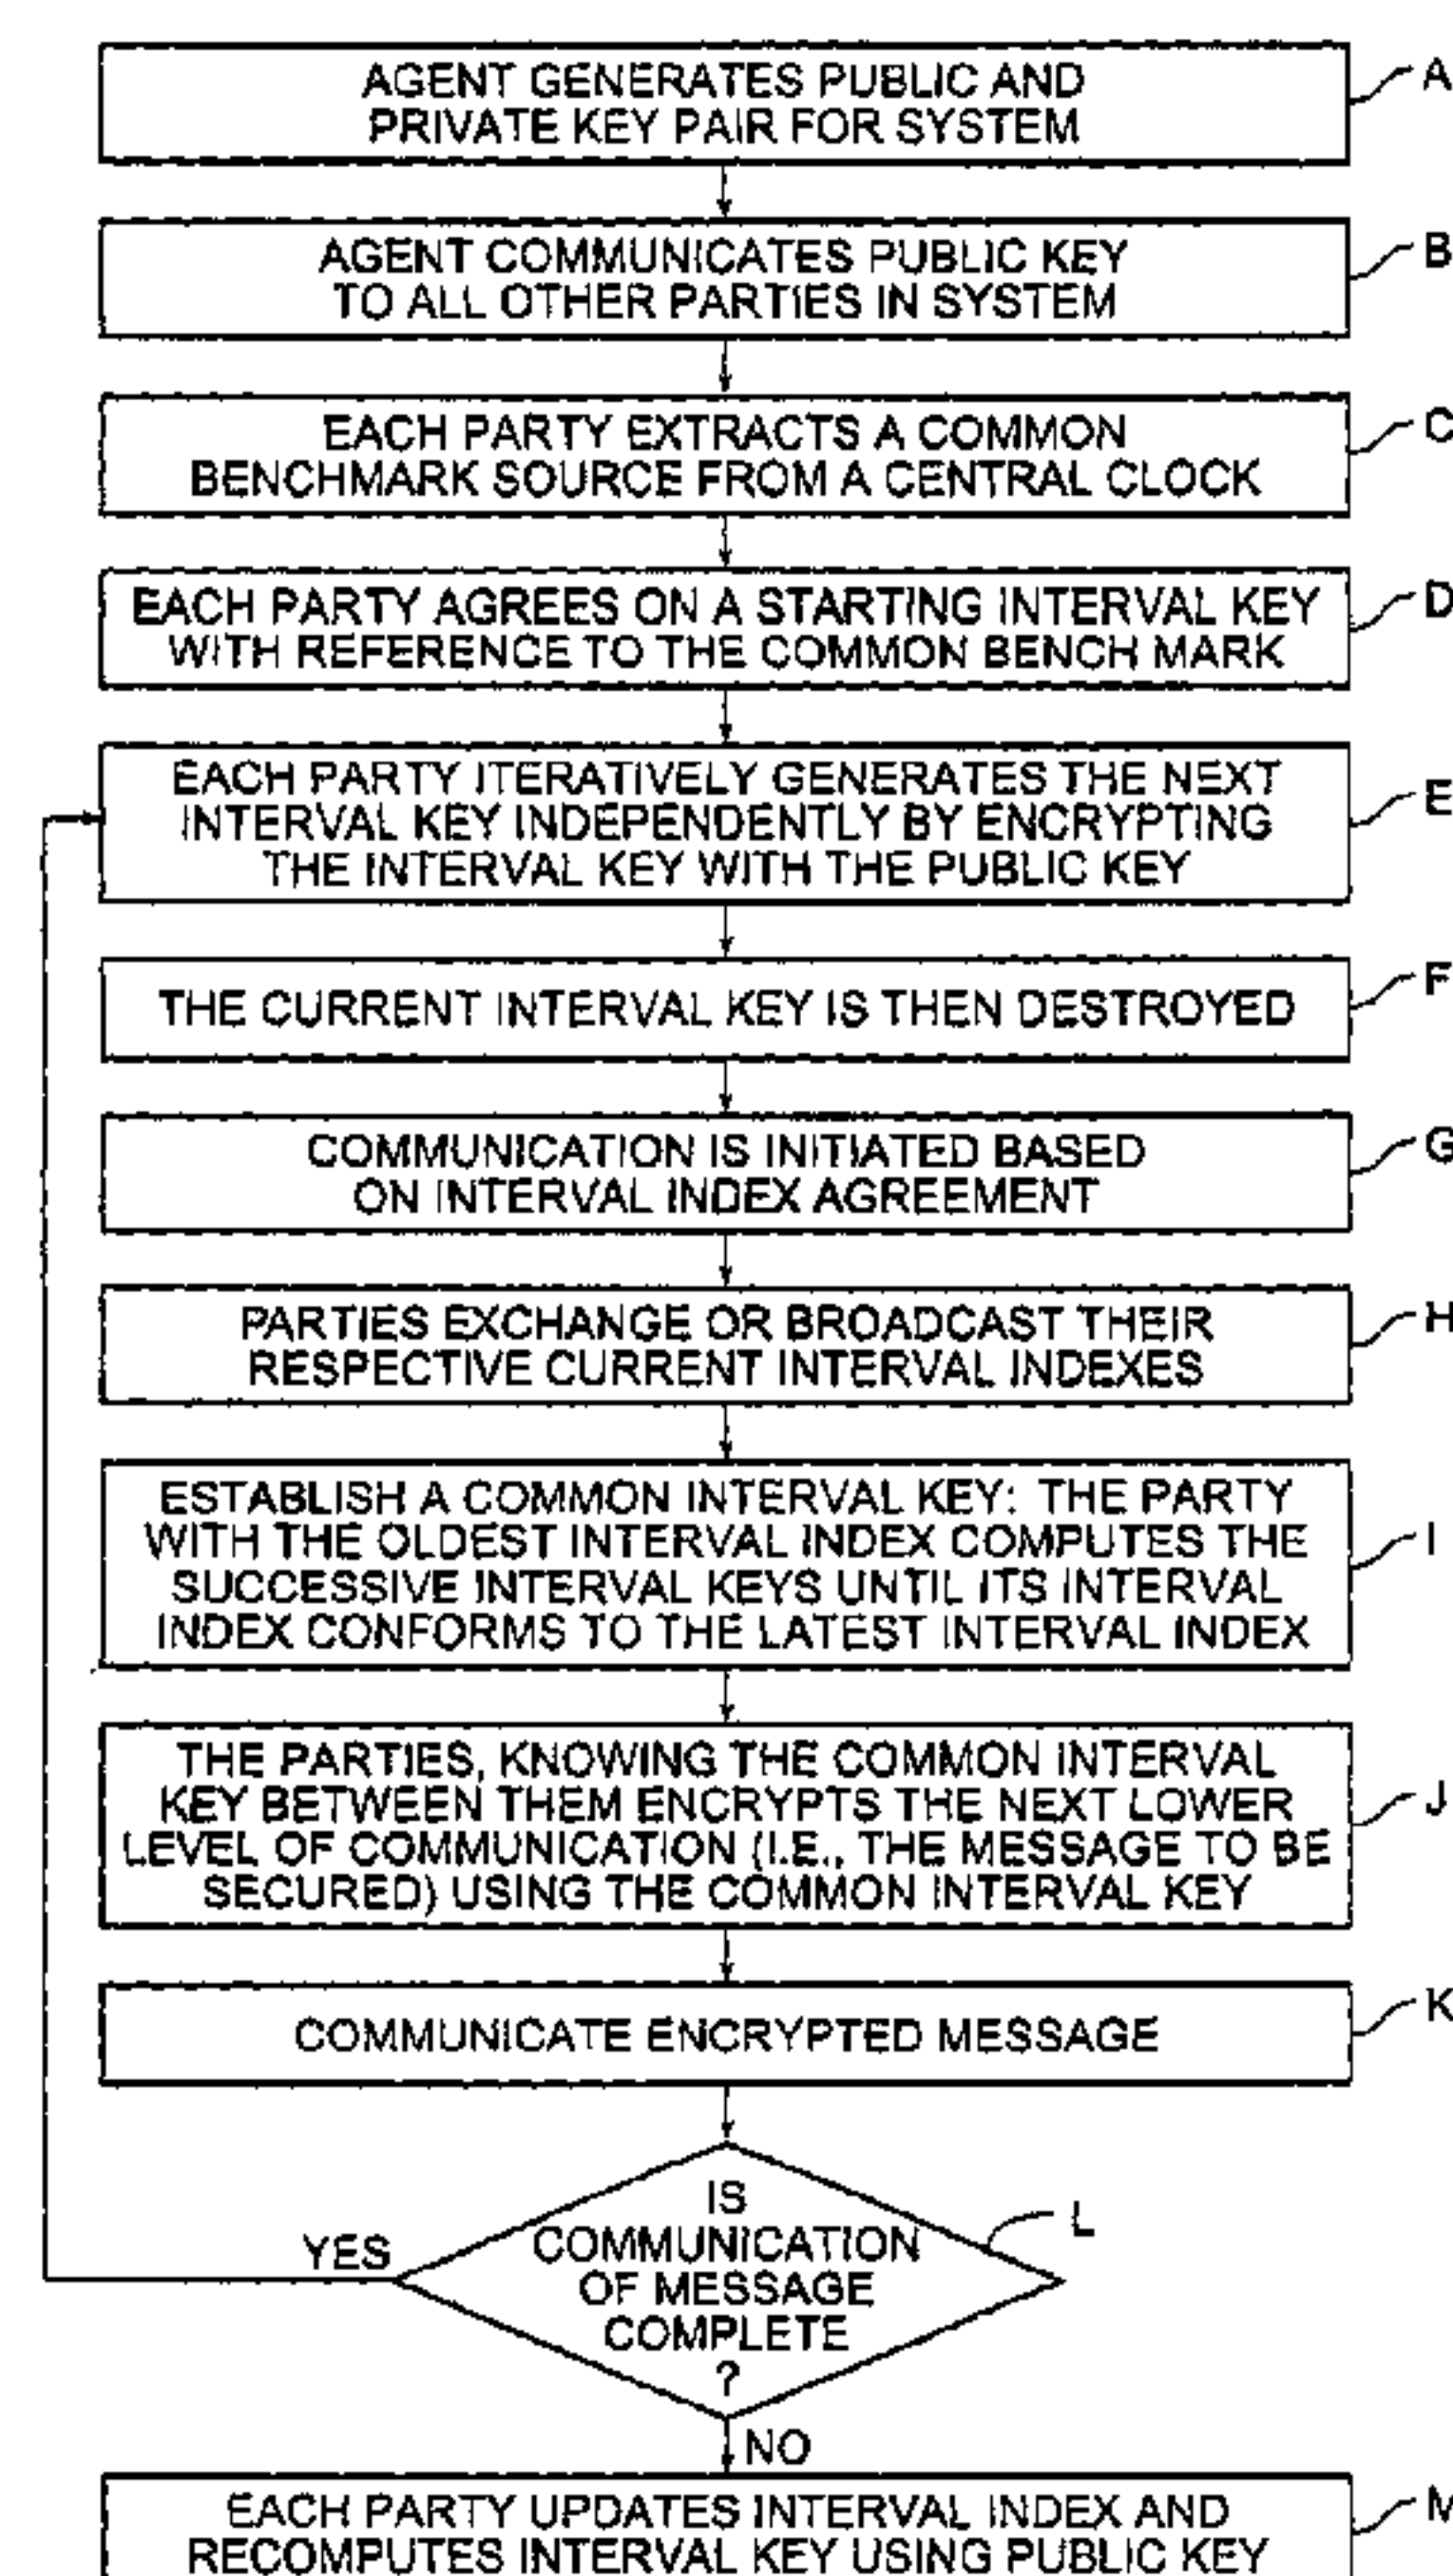 AGENT GENERATES PUBLIC AND
PRIVATE KEY PAIR FOR SYSTEM
A
AGENT COMMUNICATES PUBLIC KEY
TO ALL OTHER PARTIES IN SYSTEM
B
EACH PARTY EXTRACTS A COMMON
BENCHMARK SOURCE FROM A CENTRAL CLOCK
C
EACH PARTY AGREES ON A STARTING INTERVAL KEY
WITH REFERENCE TO THE COMMON BENCH MARK
D
EACH PARTY ITERATIVELY GENERATES THE NEXT
INTERVAL KEY INDEPENDENTLY BY ENCRYPTING
THE INTERVAL KEY WITH THE PUBLIC KEY
E
THE CURRENT INTERVAL KEY IS THEN DESTROYED
F
COMMUNICATION IS INITIATED BASED
ON INTERVAL INDEX AGREEMENT
G
PARTIES EXCHANGE OR BROADCAST THEIR
RESPECTIVE CURRENT INTERVAL INDEXES
H
ESTABLISH A COMMON INTERVAL KEY: THE PARTY
WITH THE OLDEST INTERVAL INDEX COMPUTES THE
SUCCESSIVE INTERVAL KEYS UNTIL ITS INTERVAL
INDEX CONFORMS TO THE LATEST INTERVAL INDEX
I
THE PARTIES, KNOWING THE COMMON INTERVAL
KEY BETWEEN THEM ENCRYPTS THE NEXT LOWER
LEVEL OF COMMUNICATION (I.E., THE MESSAGE TO BE
SECURED) USING THE COMMON INTERVAL KEY
J
COMMUNICATE ENCRYPTED MESSAGE
K
IS
COMMUNICATION
OF MESSAGE
COMPLETE
?
L
YES
NO
EACH PARTY UPDATES INTERVAL INDEX AND
RECOMPUTES INTERVAL KEY USING PUBLIC KEY
M